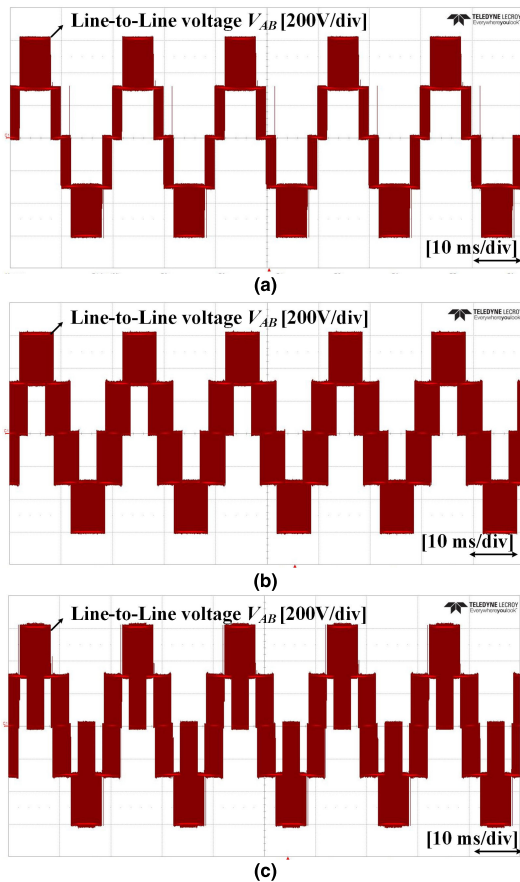 Line-to-Line voltage VAB [200V/div]
TELEDYNE LECROY
Everywhereyoulook
[10 ms/div]
(a)
Line-to-Line voltage VAB [200V/div]
TELEDYNE LECROY
Everywhereyoulook
[10 ms/div]
(b)
Line-to-Line voltage VAB [200V/div]
TELEDYNE LECROY
Everywhereyoulook
[10 ms/div]
(c)